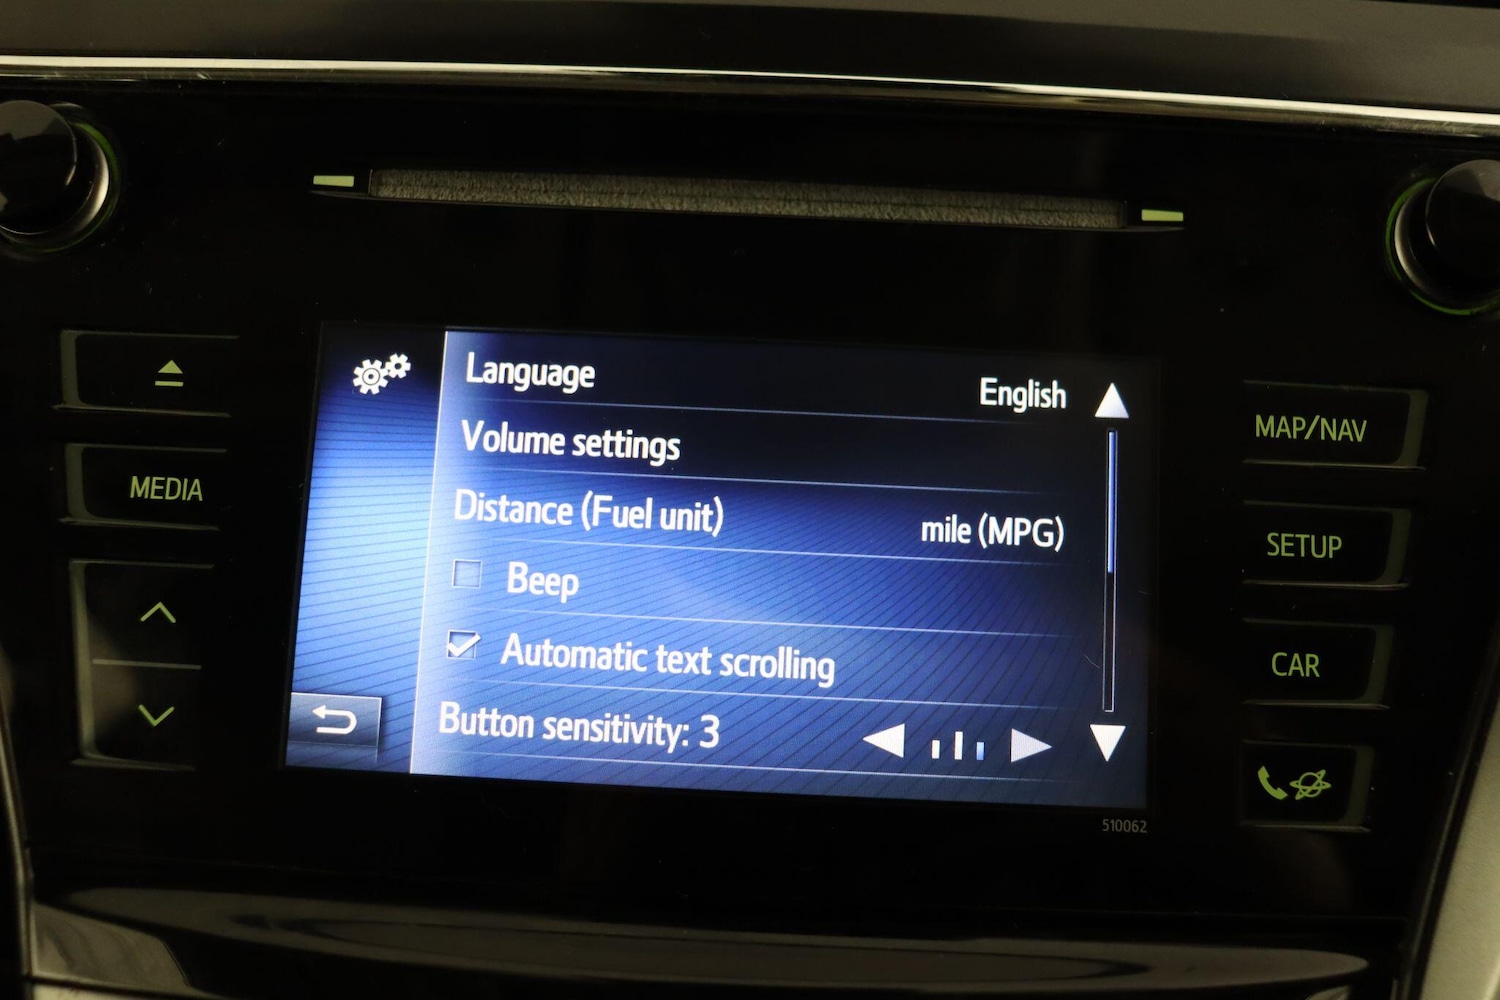 Language English
Volume settings
Distance (Fuel unit) mile (MPG)
Beep
Automatic text scrolling
Button sensitivity: 3
MEDIA
MAP/NAV
SETUP
CAR
510062